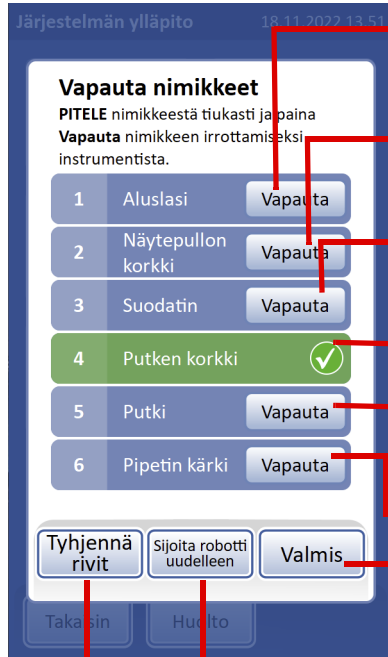 Järjestelmän ylläpito 18.11.2022 13.51
Vapauta nimikkeet
PITELE nimikkeestä tiukasti ja paina
Vapauta nimikkeen irrottamiseksi
instrumentista.
1 Aluslasi Vapauta
2 Näytepullon
korkki Vapauta
3 Suodatin Vapauta
4 Putken korkki
5 Putki Vapauta
6 Pipetin kärki Vapauta
Tyhjennä
rivit
Sijoita robotti
uudelleen
Valmis
Takaisin Huolto